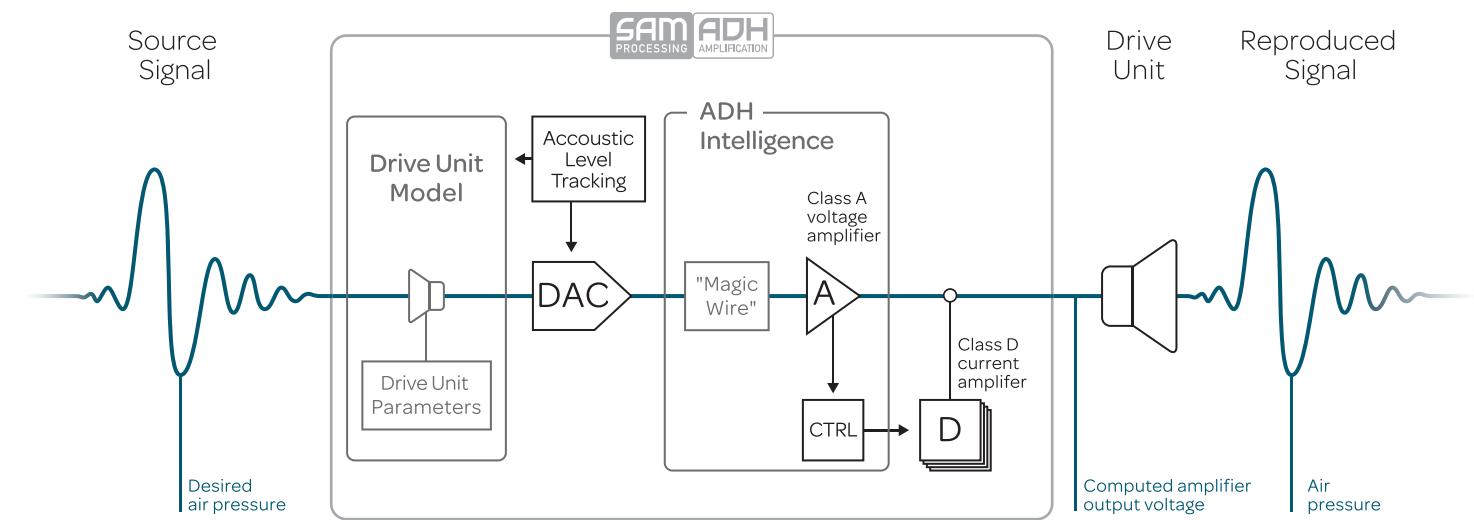 SAM ADH
PROCESSING AMPLIFICATION
Source
Signal
Drive
Unit
Reproduced
Signal
Drive Unit
Model
Accoustic
Level
Tracking
ADH
Intelligence
Class A
voltage
amplifier
DAC
"Magic
Wire"
A
Drive Unit
Parameters
CTRL
Class D
current
amplifer
D
Desired
air pressure
Computed amplifier
output voltage
Air
pressure